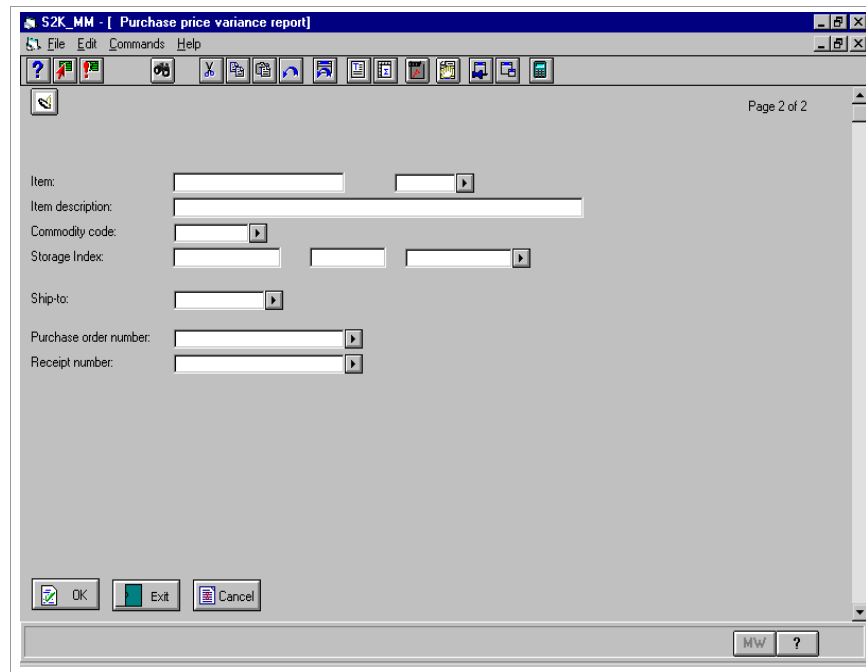 S2K_MM - [ Purchase price variance report]
File Edit Commands Help
Page 2 of 2
Item:
Item description:
Commodity code:
Storage Index:
Ship-to:
Purchase order number:
Receipt number:
OK Exit Cancel
MW ?